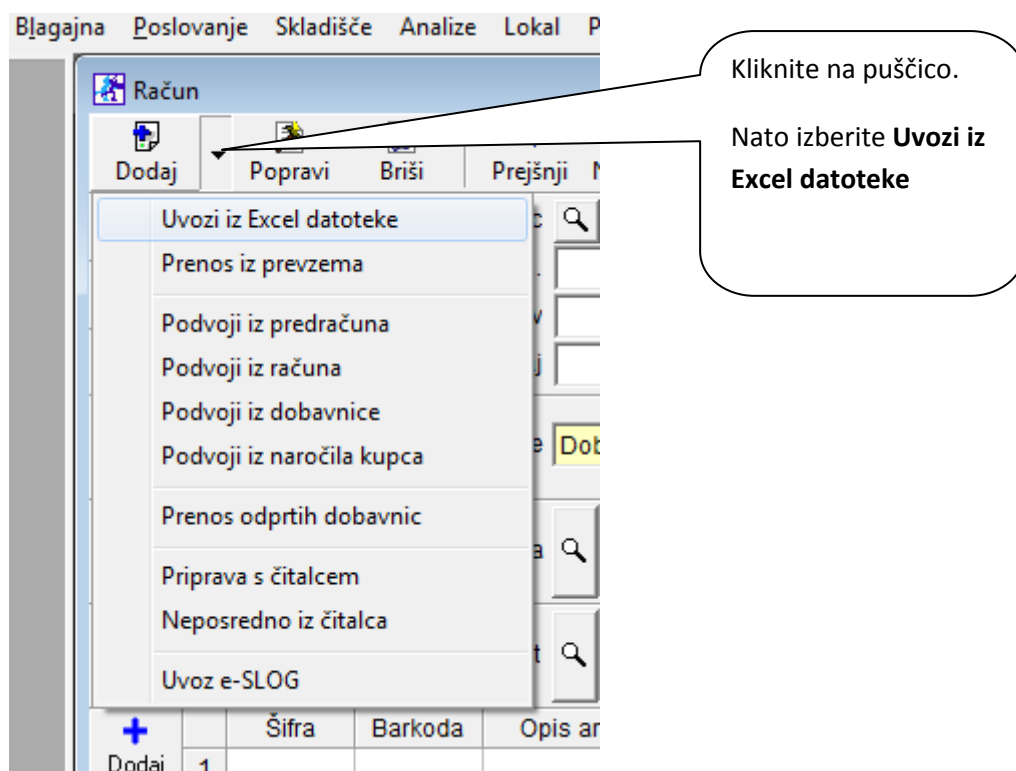 Blagajna Poslovanje Skladišče Analize Lokal
Račun
Dodaj Popravi Briši Prejšnji
Uvozi iz Excel datoteke
Prenos iz prevzema
Podvoji iz predračuna
Podvoji iz računa
Podvoji iz dobavnice
Podvoji iz naročila kupca
Prenos odprtih dobavnic
Priprava s čitalcem
Neposredno iz čitalca
Uvoz e-SLOG
Šifra Barkoda Opis
Dodaj 1
Kliknite na puščico.
Nato izberite Uvozi iz
Excel datoteke